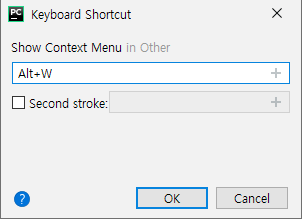 PC Keyboard Shortcut
Show Context Menu in Other
Alt+W
Second stroke:
? OK Cancel